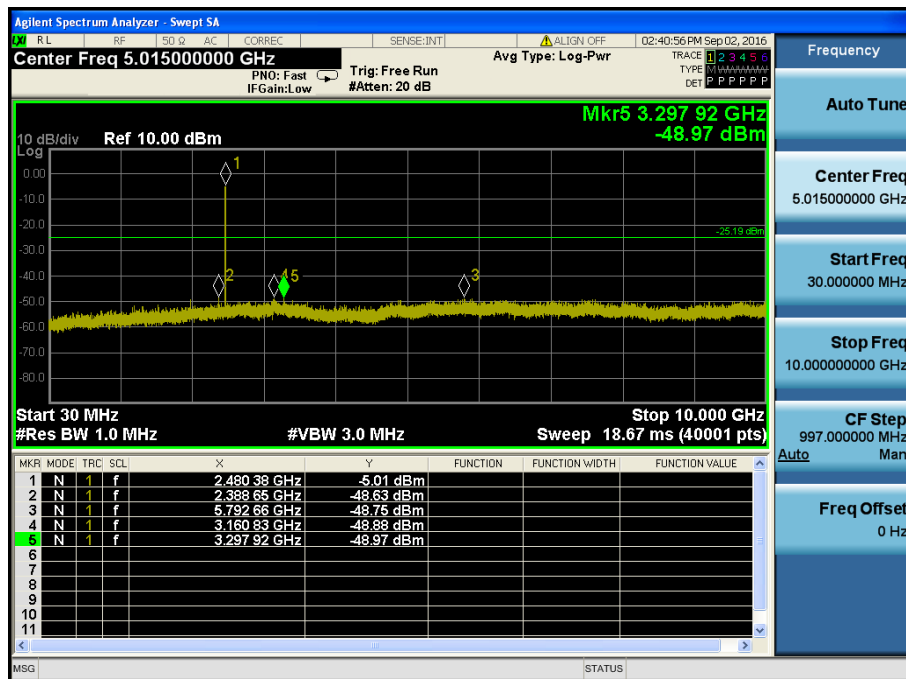 Agilent Spectrum Analyzer - Swept SA
LXI RL RF 50 Ω AC CORREC SENSE:INT ALIGN OFF 02:40:56 PM Sep 02, 2016
Center Freq 5.015000000 GHz
PNO: Fast
IFGain:Low
Trig: Free Run
#Atten: 20 dB
Avg Type: Log-Pwr
TRACE 1 2 3 4 5 6
TYPE M W W W W W
DET P P P P P P
Mkr5 3.297 92 GHz
-48.97 dBm
10 dB/div Ref 10.00 dBm
Log
0.00
-10.0
-20.0
-30.0
-40.0
-50.0
-60.0
-70.0
-80.0
1
2
4 5
3
-25.19 dBm
Start 30 MHz Stop 10.000 GHz
#Res BW 1.0 MHz #VBW 3.0 MHz Sweep 18.67 ms (40001 pts)
MKR MODE TRC SCL X Y FUNCTION FUNCTION WIDTH FUNCTION VALUE
1 N 1 f 2.480 38 GHz -5.01 dBm
2 N 1 f 2.388 65 GHz -48.63 dBm
3 N 1 f 5.792 66 GHz -48.75 dBm
4 N 1 f 3.160 83 GHz -48.88 dBm
5 N 1 f 3.297 92 GHz -48.97 dBm
6
7
8
9
10
11
MSG STATUS
Frequency
Auto Tune
Center Freq
5.015000000 GHz
Start Freq
30.000000 MHz
Stop Freq
10.000000000 GHz
CF Step
997.000000 MHz
Auto Man
Freq Offset
0 Hz